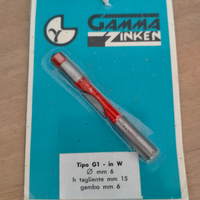 GAMMA
ZINKEN
Tipo G1 - in W
Ø mm 6
h tagliente mm 15
gambo mm 6